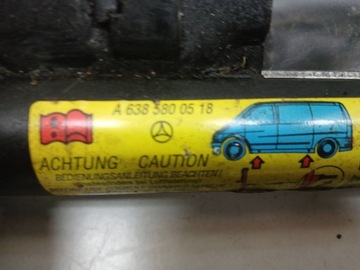 A 638 580 05 18
ACHTUNG CAUTION
BEDIENUNGSANLEITUNG BEACHTEN!